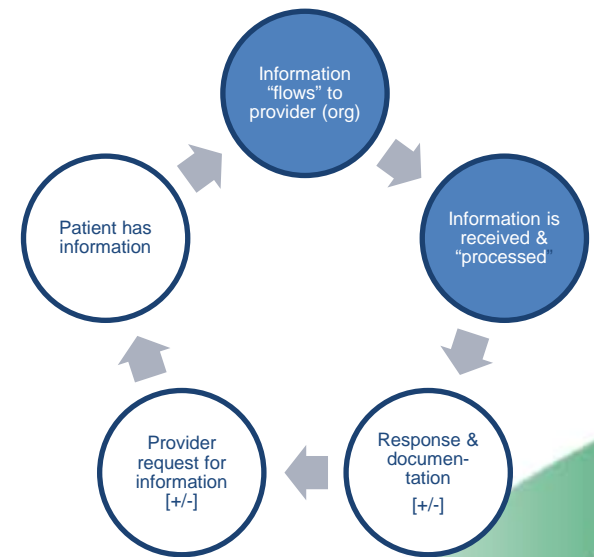 Information
“flows” to
provider (org)
Information is
received &
“processed”
Response &
documen-
tation
[+/-]
Provider
request for
information
[+/-]
Patient has
information